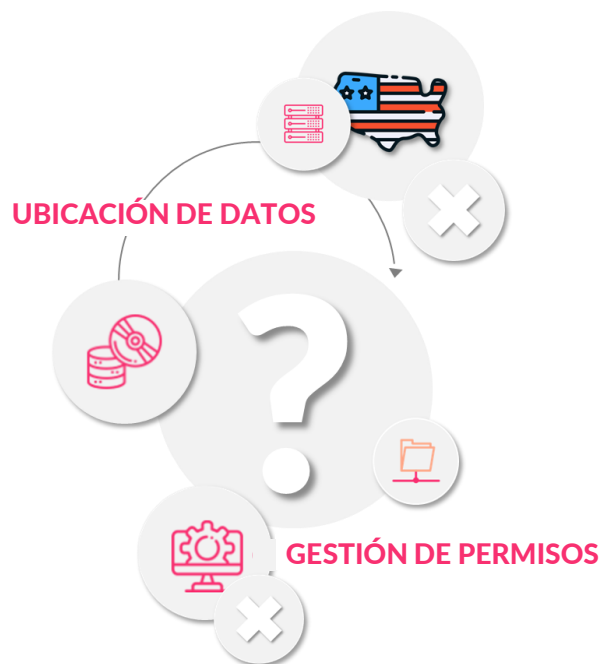 UBICACIÓN DE DATOS
?
GESTIÓN DE PERMISOS